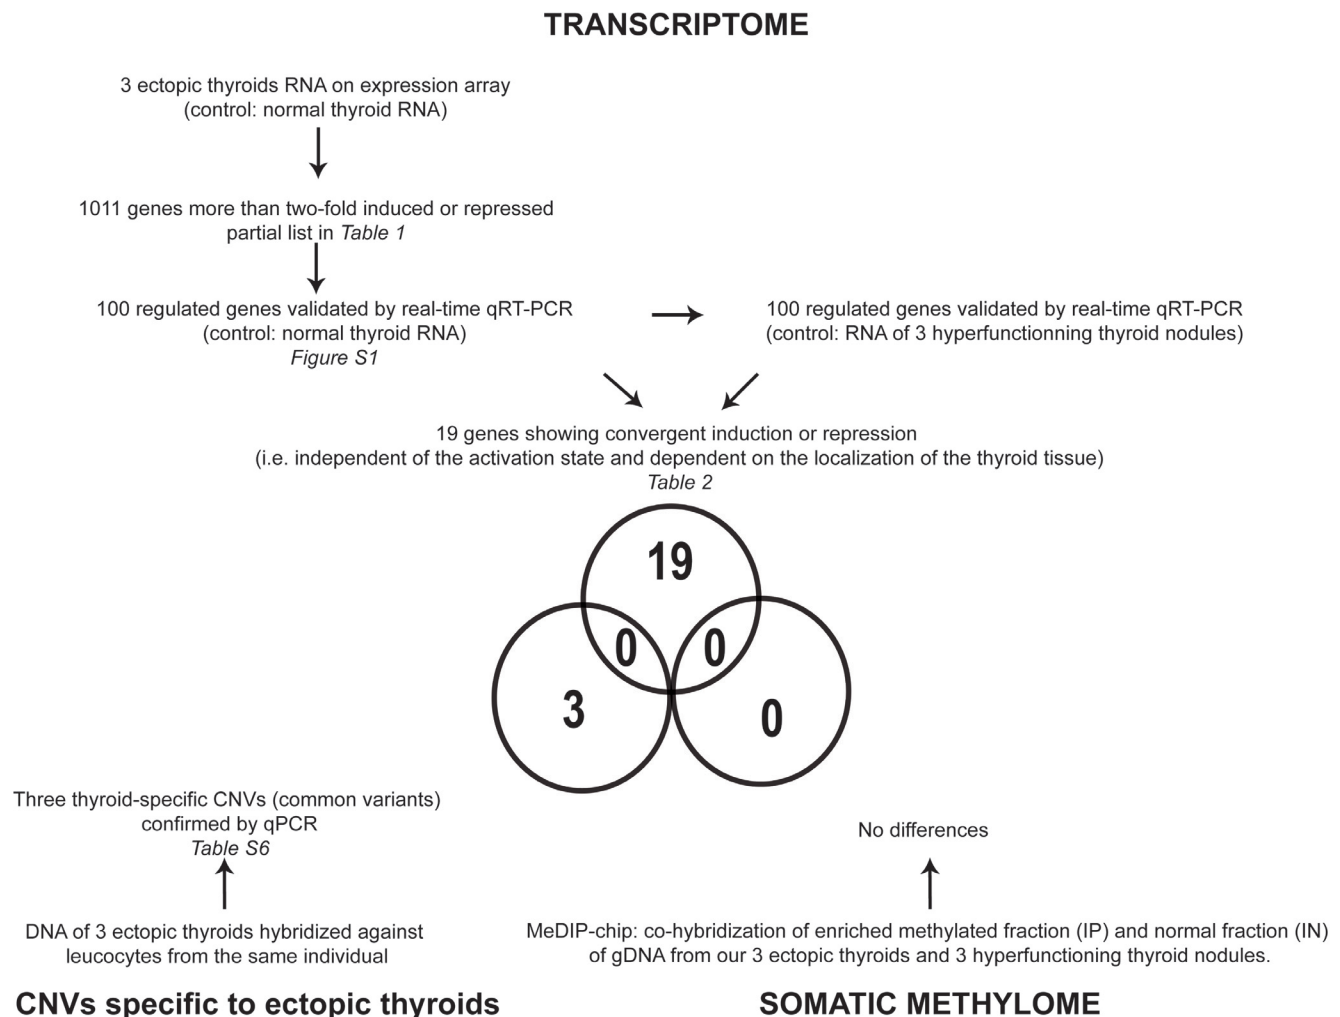 TRANSCRIPTOME
3 ectopic thyroids RNA on expression array
(control: normal thyroid RNA)
1011 genes more than two-fold induced or repressed
partial list in Table 1
100 regulated genes validated by real-time qRT-PCR
(control: normal thyroid RNA)
Figure S1
100 regulated genes validated by real-time qRT-PCR
(control: RNA of 3 hyperfunctionning thyroid nodules)
19 genes showing convergent induction or repression
(i.e. independent of the activation state and dependent on the localization of the thyroid tissue)
Table 2
19
0
0
3
0
Three thyroid-specific CNVs (common variants)
confirmed by qPCR
Table S6
DNA of 3 ectopic thyroids hybridized against
leucocytes from the same individual
CNVs specific to ectopic thyroids
No differences
MeDIP-chip: co-hybridization of enriched methylated fraction (IP) and normal fraction (IN)
of gDNA from our 3 ectopic thyroids and 3 hyperfunctioning thyroid nodules.
SOMATIC METHYLOME